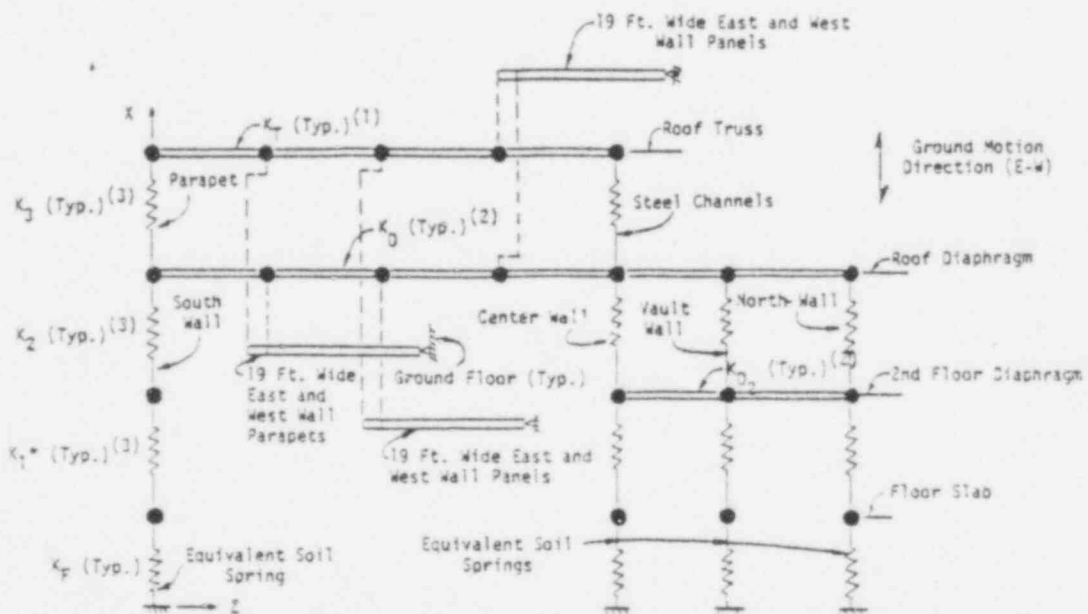 19 Ft. Wide East and West
Wall Panels
X
K_T (Typ.)(1)
Roof Truss
Ground Motion
Direction (E-W)
Parapet
K_3 (Typ.)(3)
Steel Channels
K_D (Typ.)(2)
Roof Diaphragm
South
Wall
Center Wall
Vault
Wall
North Wall
K_2 (Typ.)(3)
19 Ft. Wide
East and
West Wall
Parapets
Ground Floor (Typ.)
K_D2 (Typ.)(2)
2nd Floor Diaphragm
K_1* (Typ.)(3)
19 Ft. Wide East and
West Wall Panels
Floor Slab
K_F (Typ.)
Equivalent Soil
Spring
Equivalent Soil
Springs
Z